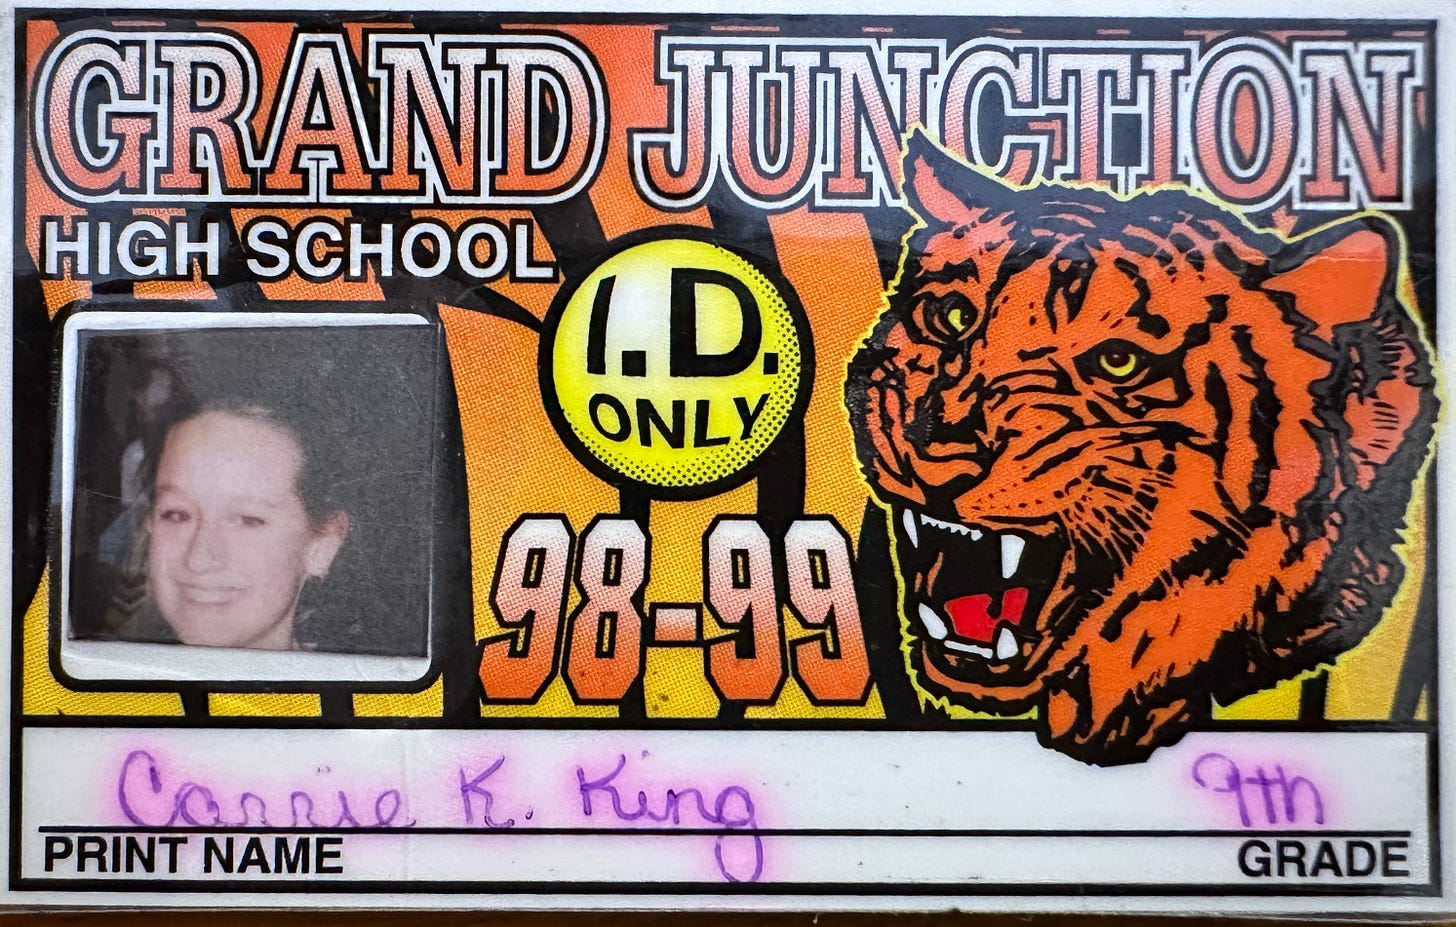 GRAND JUNCTION
HIGH SCHOOL
I.D.
ONLY
98-99
Carrie K. King
9th
PRINT NAME
GRADE